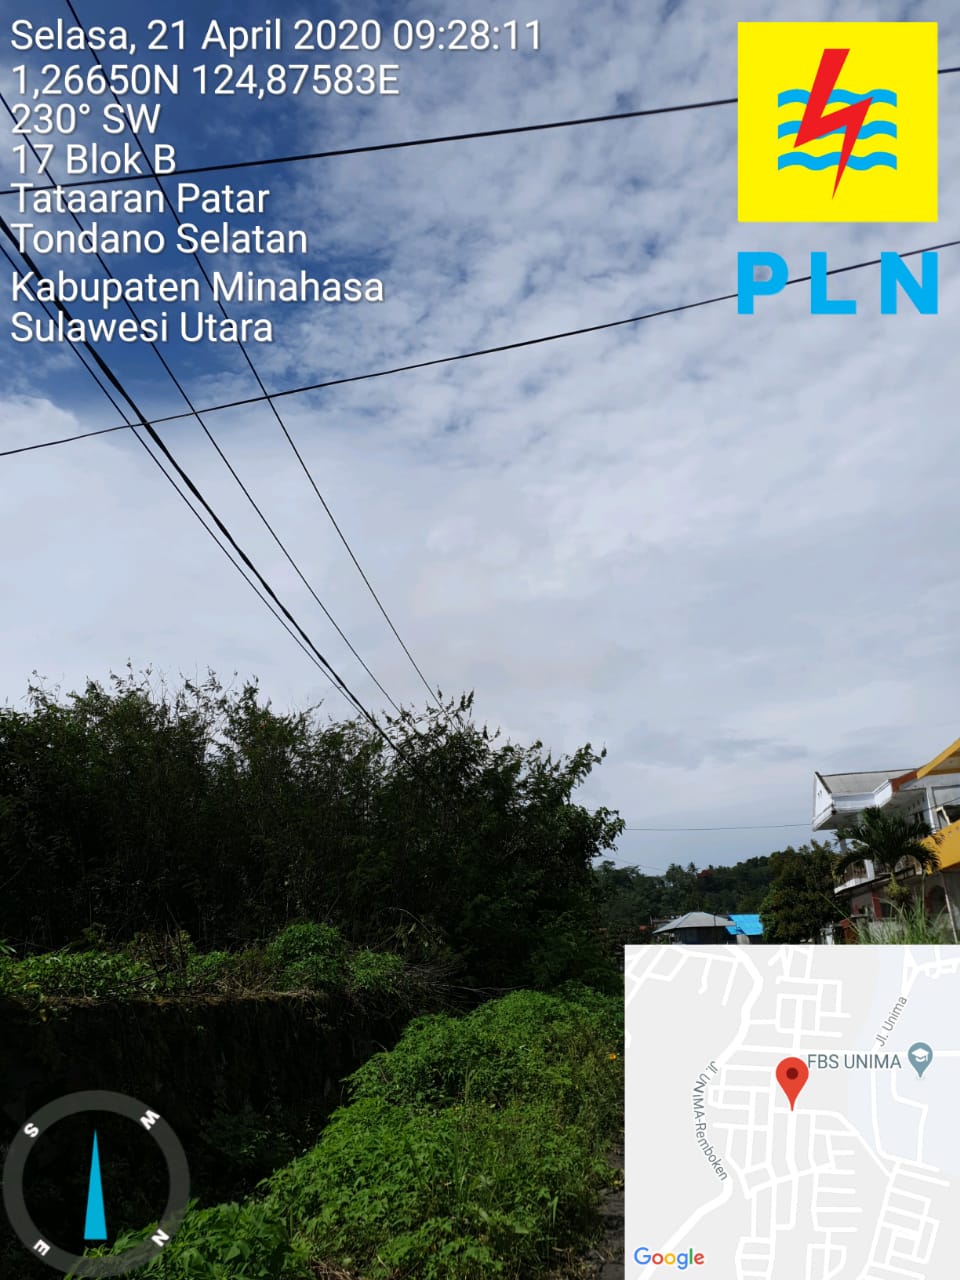 Selasa, 21 April 2020 09:28:11
1,26650N 124,87583E
230° SW
17 Blok B
Tataaran Patar
Tondano Selatan
Kabupaten Minahasa
Sulawesi Utara
PLN
Jl. Unima
FBS UNIMA
Jl. UNIMA-Remboken
Google
S
W
E
N